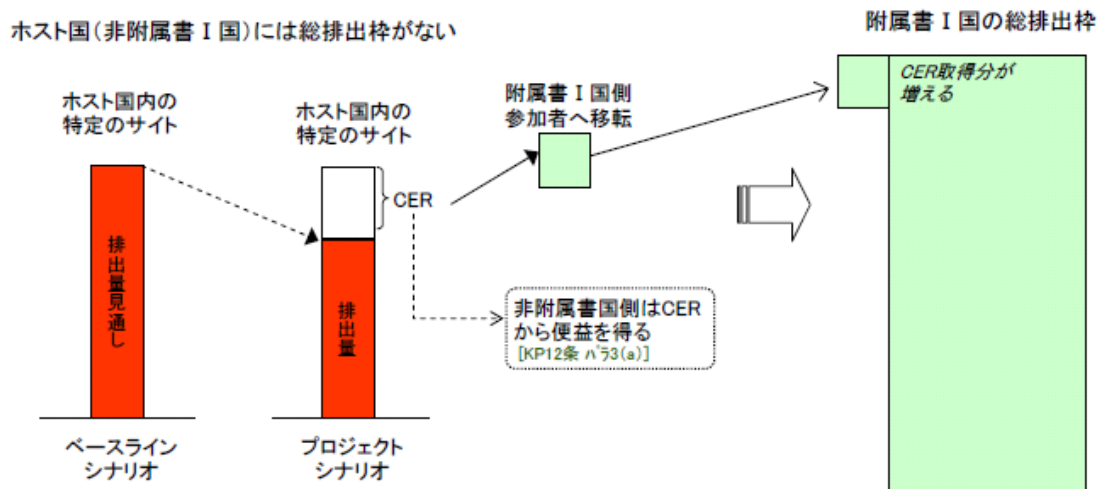 ホスト国(非附属書Ⅰ国)には総排出枠がない
附属書Ⅰ国の総排出枠
ホスト国内の
特定のサイト
ホスト国内の
特定のサイト
附属書Ⅰ国側
参加者へ移転
CER取得分が
増える
排出量見通し
排出量
CER
非附属書国側はCER
から便益を得る
[KP12条 パラ3(a)]
ベースライン
シナリオ
プロジェクト
シナリオ